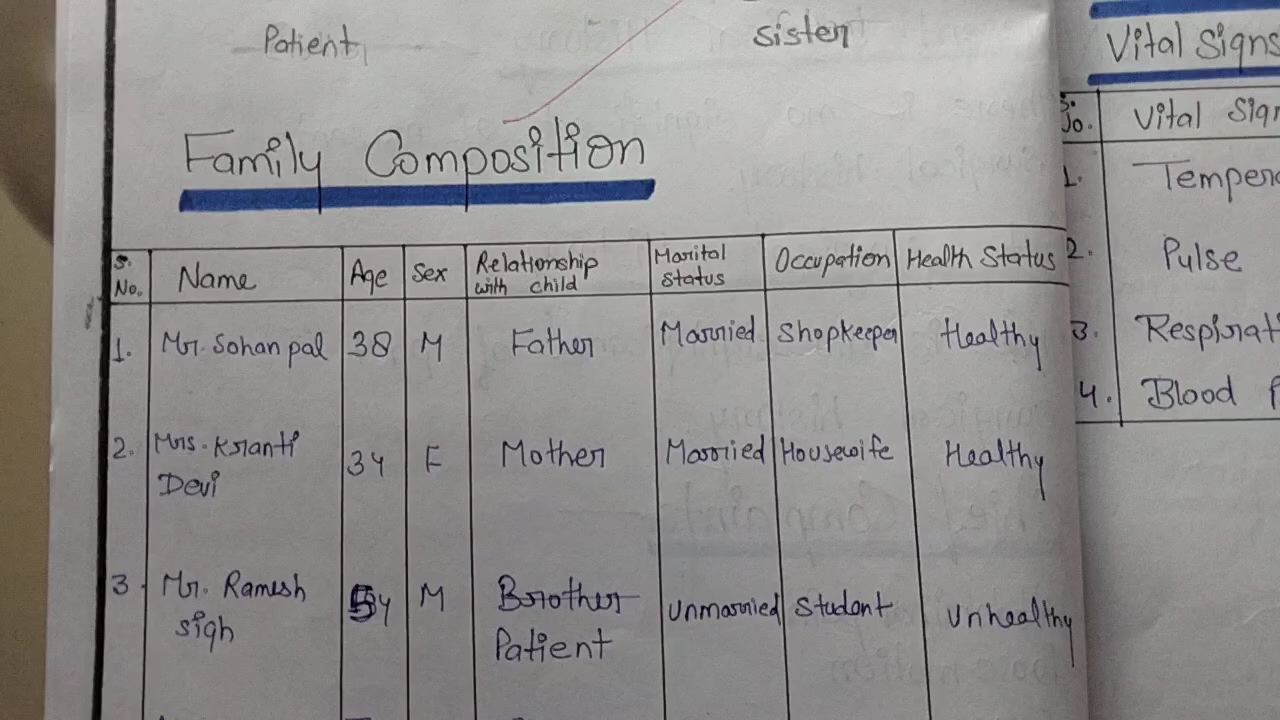 Patient
sister
Family Composition
S. No. Name Age Sex Relationship with child Marital Status Occupation Health Status
1. Mr. Sohan pal 38 M Father Married Shopkeeper Healthy
2. Mrs. Kranti Devi 34 F Mother Married Housewife Healthy
3. Mr. Ramesh sigh M Brother Patient Unmarried Student Unhealthy
Vital Signs
S. No. Vital Sign
1. Tempera
2. Pulse
3. Respirat
4. Blood P